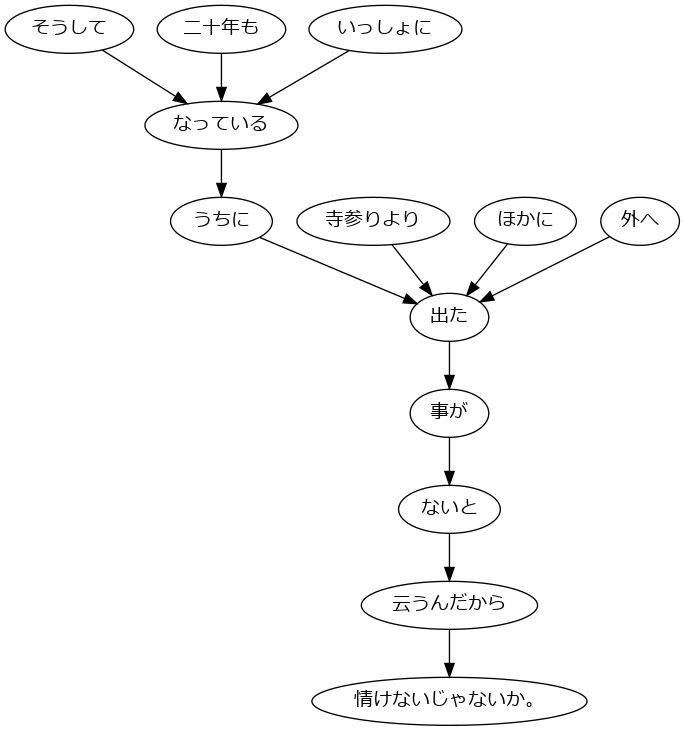 そうして
二十年も
いっしょに
なっている
うちに
寺参りより
ほかに
外へ
出た
事が
ないと
云うんだから
情けないじゃないか。